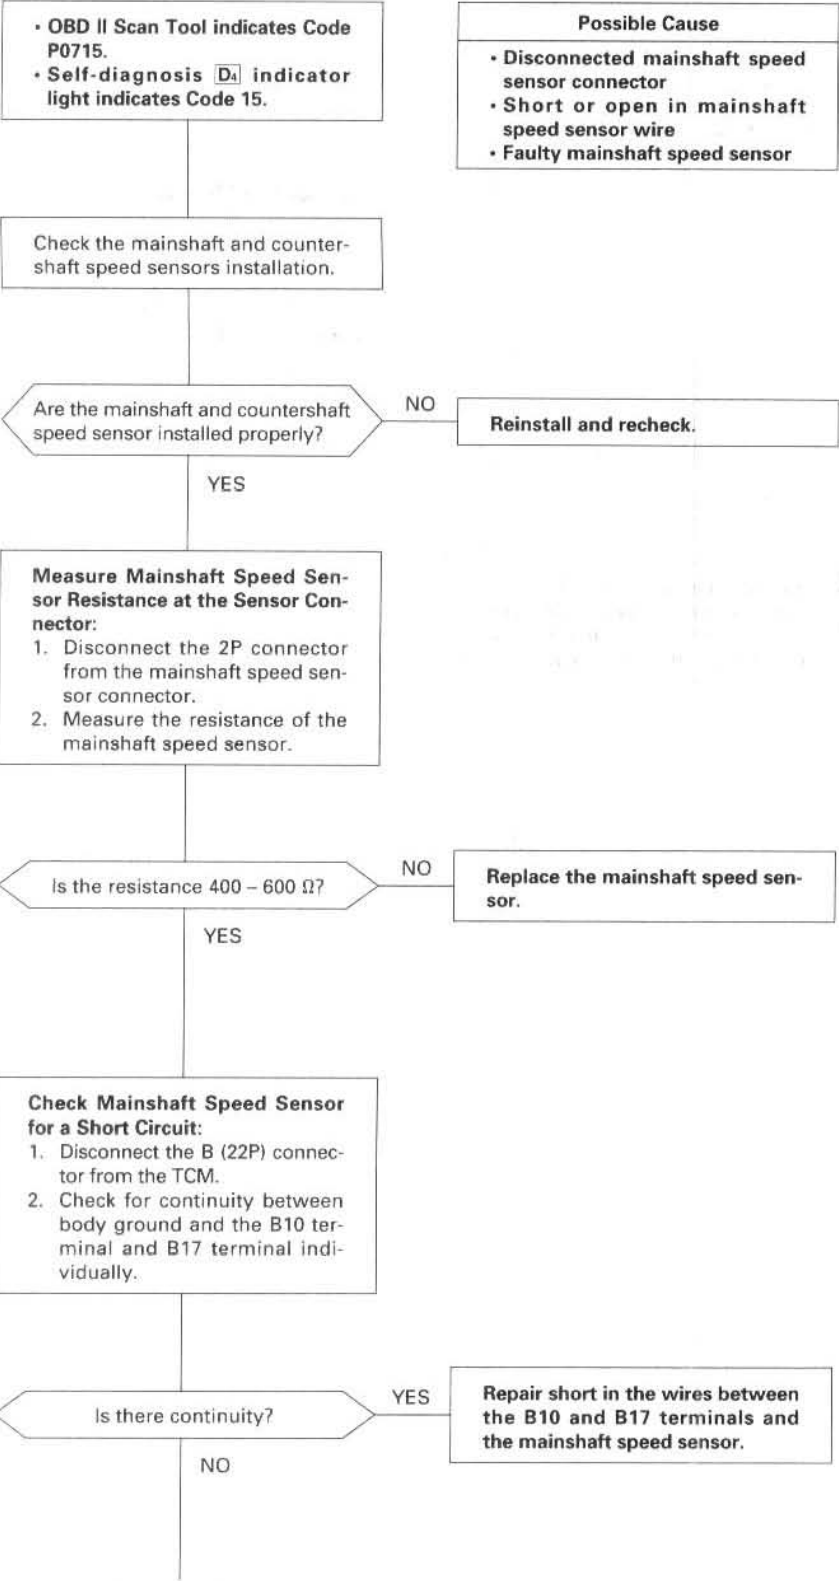 • OBD II Scan Tool indicates Code
P0715.
• Self-diagnosis D4 indicator
light indicates Code 15.
Possible Cause
• Disconnected mainshaft speed
sensor connector
• Short or open in mainshaft
speed sensor wire
• Faulty mainshaft speed sensor
Check the mainshaft and counter-
shaft speed sensors installation.
Are the mainshaft and countershaft
speed sensor installed properly?
NO
Reinstall and recheck.
YES
Measure Mainshaft Speed Sen-
sor Resistance at the Sensor Con-
nector:
1. Disconnect the 2P connector
from the mainshaft speed sen-
sor connector.
2. Measure the resistance of the
mainshaft speed sensor.
Is the resistance 400 – 600 Ω?
NO
Replace the mainshaft speed sen-
sor.
YES
Check Mainshaft Speed Sensor
for a Short Circuit:
1. Disconnect the B (22P) connec-
tor from the TCM.
2. Check for continuity between
body ground and the B10 ter-
minal and B17 terminal indi-
vidually.
Is there continuity?
YES
Repair short in the wires between
the B10 and B17 terminals and
the mainshaft speed sensor.
NO